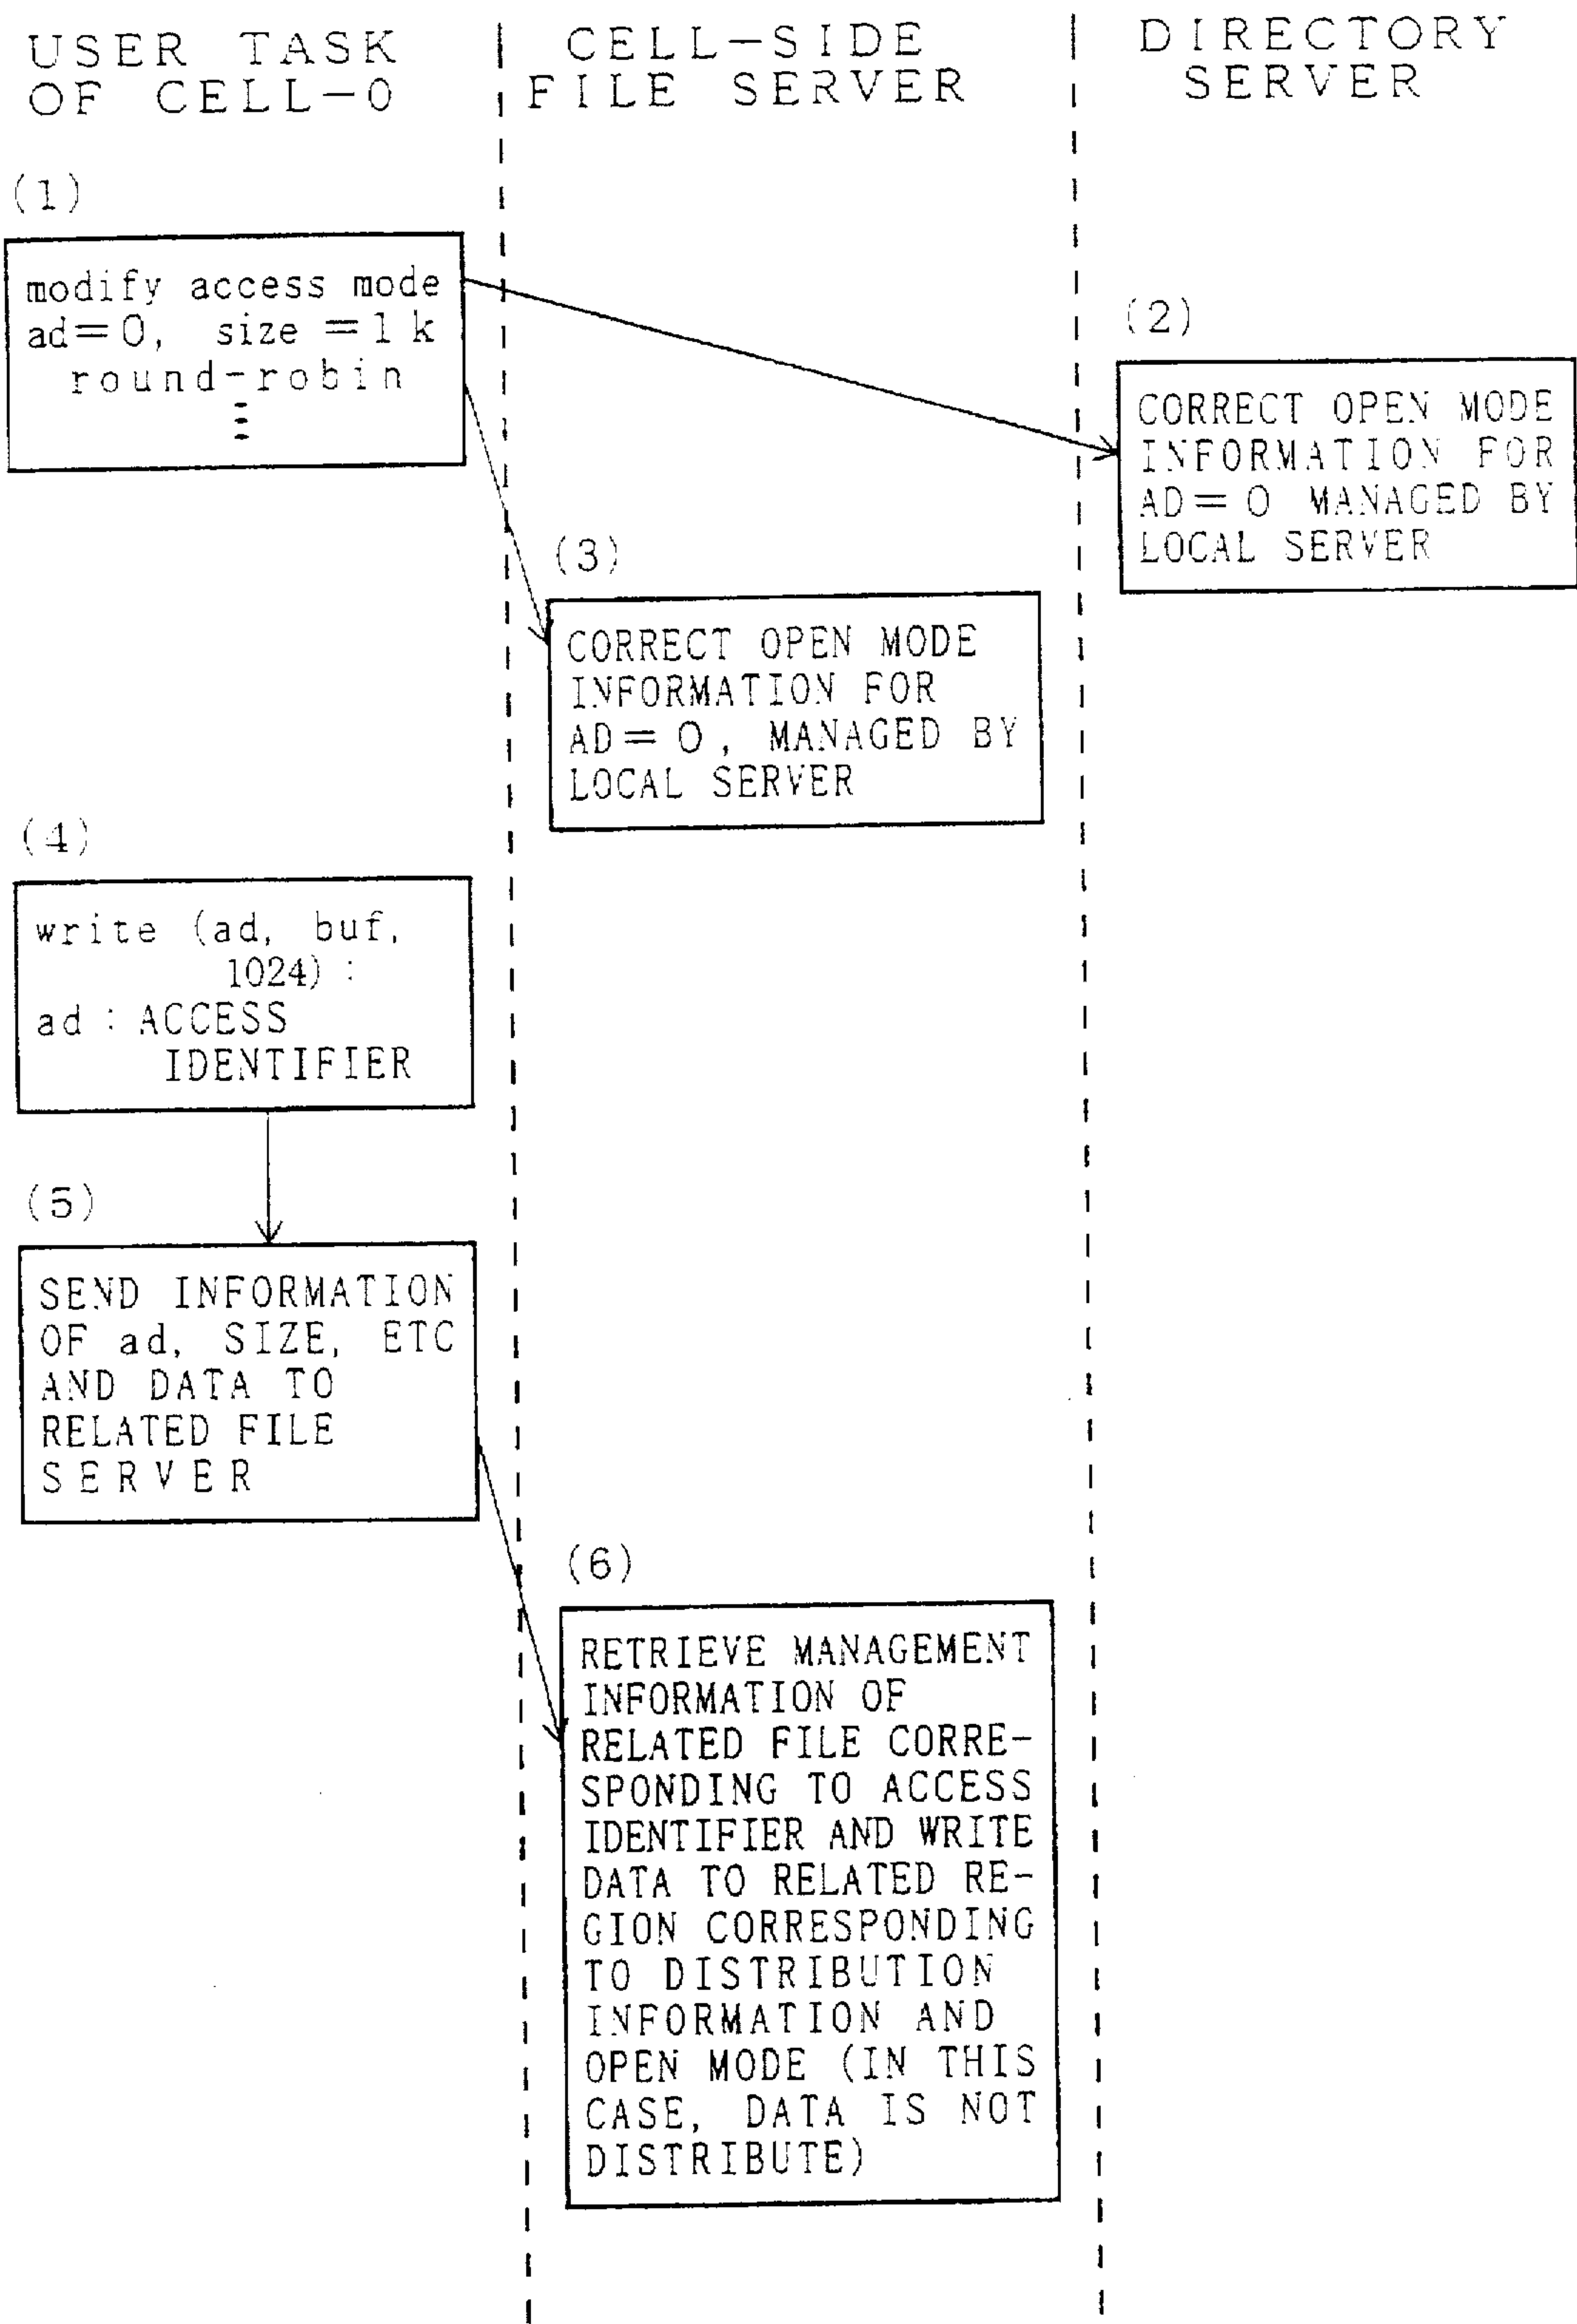 USER TASK
OF CELL-0
CELL-SIDE
FILE SERVER
DIRECTORY
SERVER
(1)
modify access mode
ad=0, size=1k
round-robin
(2)
CORRECT OPEN MODE
INFORMATION FOR
AD=0 MANAGED BY
LOCAL SERVER
(3)
CORRECT OPEN MODE
INFORMATION FOR
AD=0, MANAGED BY
LOCAL SERVER
(4)
write (ad, buf,
1024):
ad: ACCESS
IDENTIFIER
(5)
SEND INFORMATION
OF ad, SIZE, ETC
AND DATA TO
RELATED FILE
SERVER
(6)
RETRIEVE MANAGEMENT
INFORMATION OF
RELATED FILE CORRE-
SPONDING TO ACCESS
IDENTIFIER AND WRITE
DATA TO RELATED RE-
GION CORRESPONDING
TO DISTRIBUTION
INFORMATION AND
OPEN MODE (IN THIS
CASE, DATA IS NOT
DISTRIBUTE)